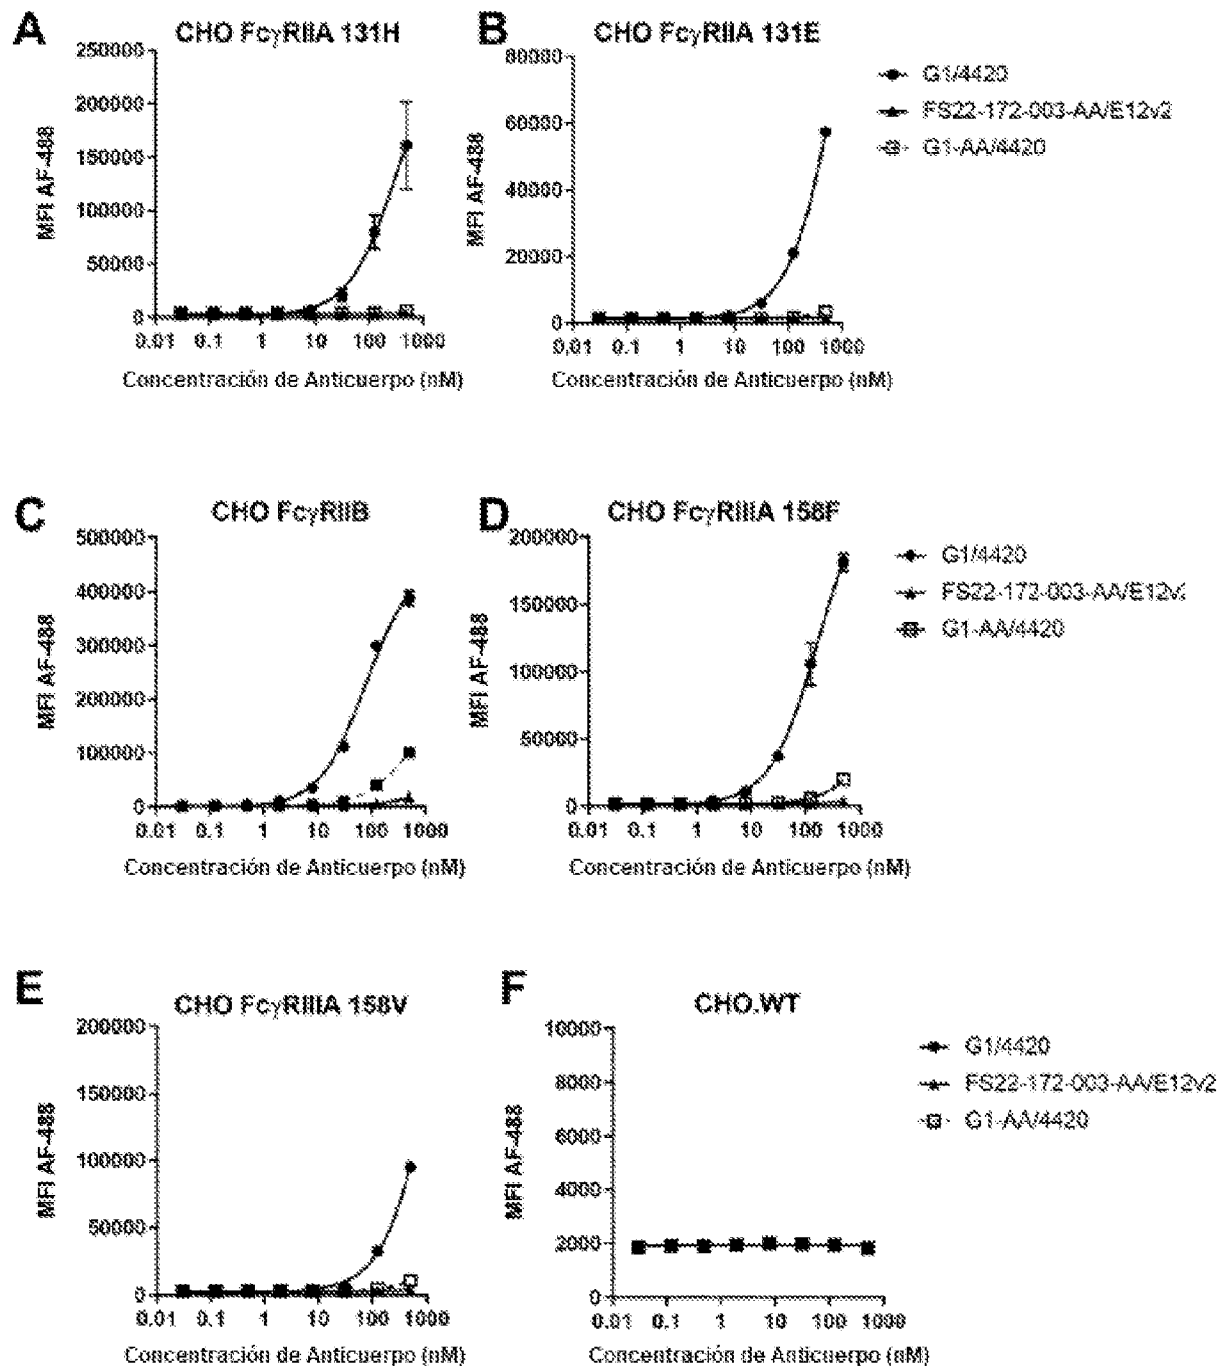 A
CHO FcγRIIA 131H
250000
200000
150000
100000
50000
0
MFI AF-488
0.01 0.1 1 10 100 1000
Concentración de Anticuerpo (nM)
B
CHO FcγRIIA 131E
80000
60000
40000
20000
0
MFI AF-488
0.01 0.1 1 10 100 1000
Concentración de Anticuerpo (nM)
G1/4420
FS22-172-003-AA/E12v2
G1-AA/4420
C
CHO FcγRIIB
500000
400000
300000
200000
100000
0
MFI AF-488
0.01 0.1 1 10 100 1000
Concentración de Anticuerpo (nM)
D
CHO FcγRIIIA 158F
200000
150000
100000
50000
0
MFI AF-488
0.01 0.1 1 10 100 1000
Concentración de Anticuerpo (nM)
G1/4420
FS22-172-003-AA/E12v2
G1-AA/4420
E
CHO FcγRIIIA 158V
200000
150000
100000
50000
0
MFI AF-488
0.01 0.1 1 10 100 1000
Concentración de Anticuerpo (nM)
F
CHO.WT
10000
8000
6000
4000
2000
0
MFI AF-488
0.01 0.1 1 10 100 1000
Concentración de Anticuerpo (nM)
G1/4420
FS22-172-003-AA/E12v2
G1-AA/4420